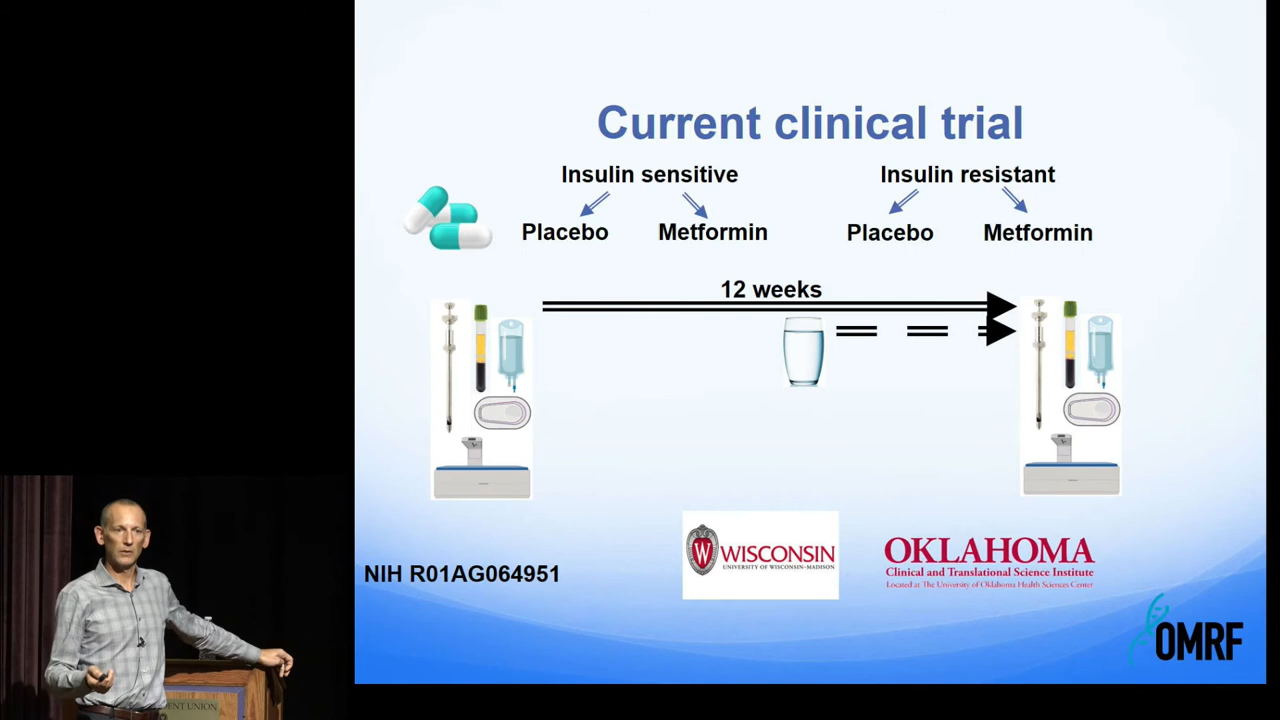 Current clinical trial
Insulin sensitive
Insulin resistant
Placebo
Metformin
Placebo
Metformin
12 weeks
NIH R01AG064951
W
WISCONSIN
UNIVERSITY OF WISCONSIN-MADISON
OKLAHOMA
Clinical and Translational Science Institute
Located at The University of Oklahoma Health Sciences Center
OMRF
UNION